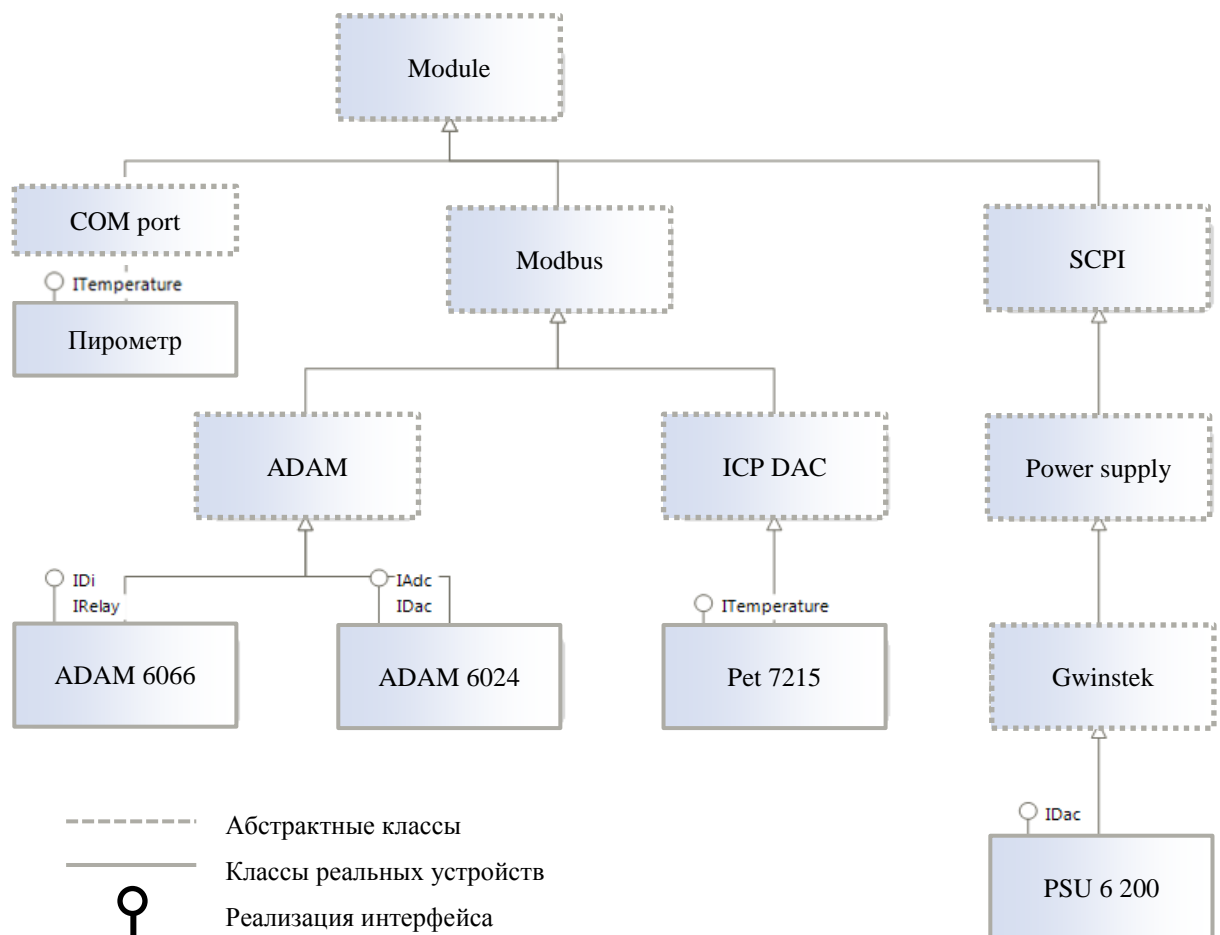 Module
COM port
Modbus
SCPI
ITemperature
Пирометр
ADAM
ICP DAC
Power supply
IDi
IRelay
IAdc
IDac
ITemperature
ADAM 6066
ADAM 6024
Pet 7215
Gwinstek
IDac
PSU 6 200
Абстрактные классы
Классы реальных устройств
Реализация интерфейса